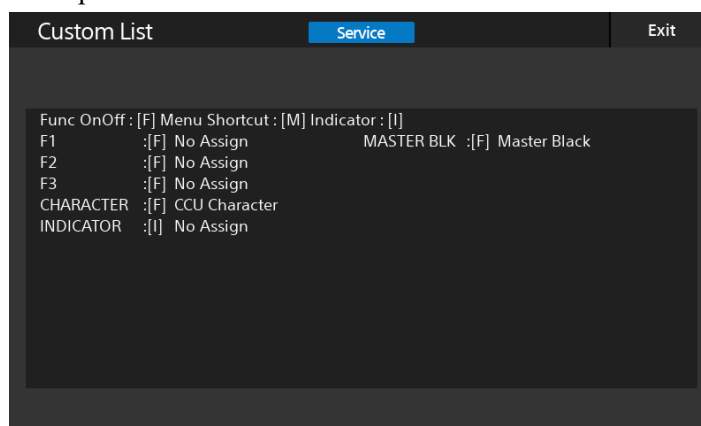 Custom List Service Exit
Func OnOff : [F] Menu Shortcut : [M] Indicator : [I]
F1 :[F] No Assign MASTER BLK :[F] Master Black
F2 :[F] No Assign
F3 :[F] No Assign
CHARACTER :[F] CCU Character
INDICATOR :[I] No Assign